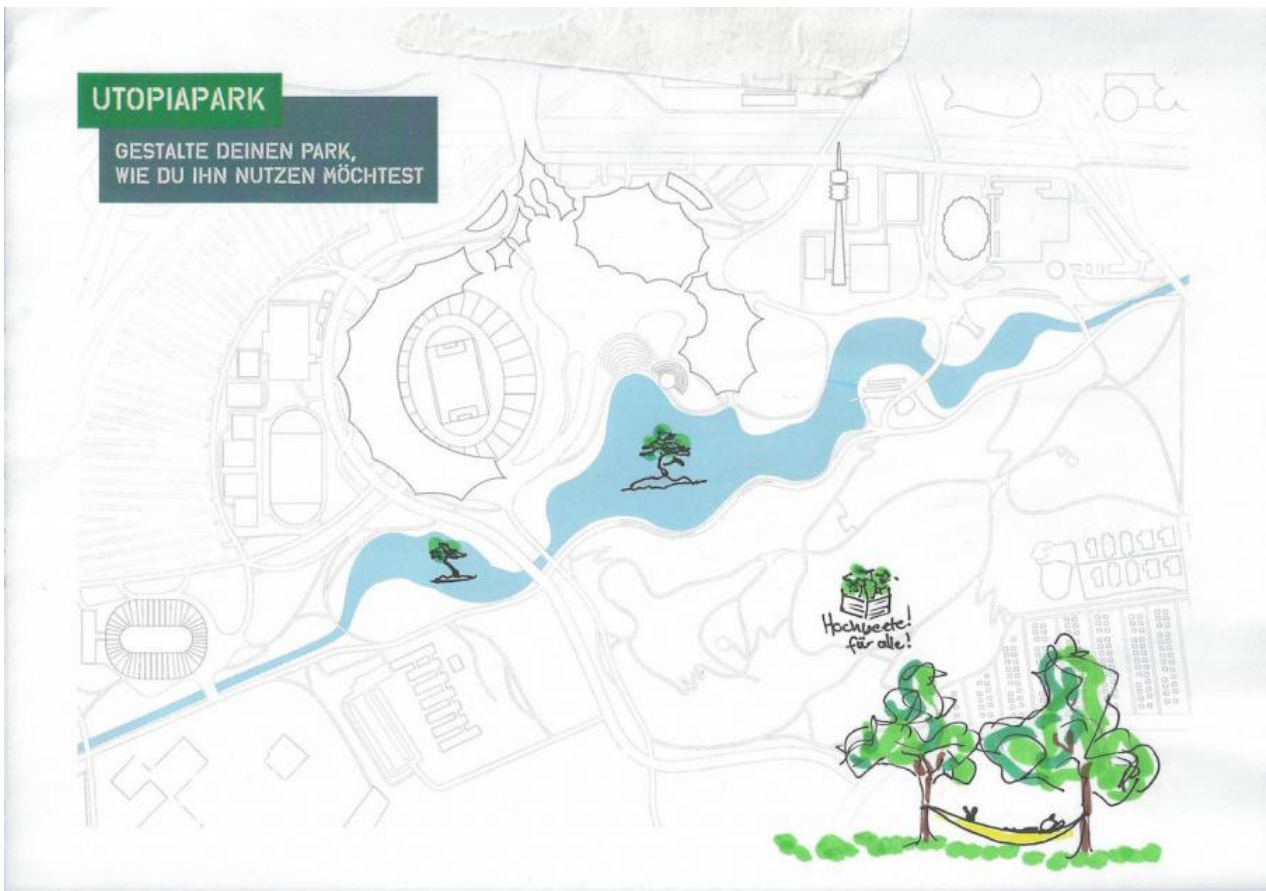 UTOPIAPARK
GESTALTE DEINEN PARK,
WIE DU IHN NUTZEN MÖCHTEST
Hochbeete!
für alle!